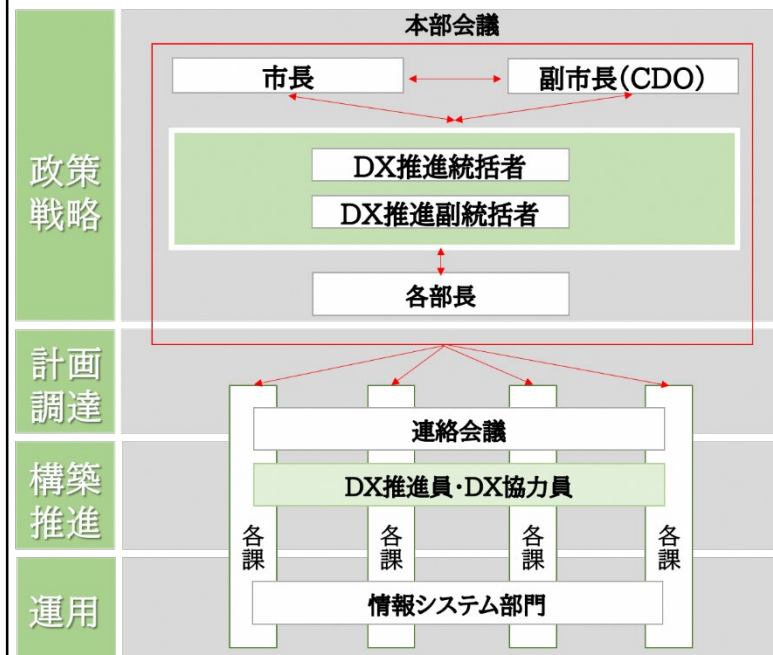 本部会議
市長
副市長(CDO)
政策
戦略
DX推進統括者
DX推進副統括者
各部長
計画
調達
連絡会議
構築
推進
DX推進員・DX協力員
各課
各課
各課
各課
運用
情報システム部門